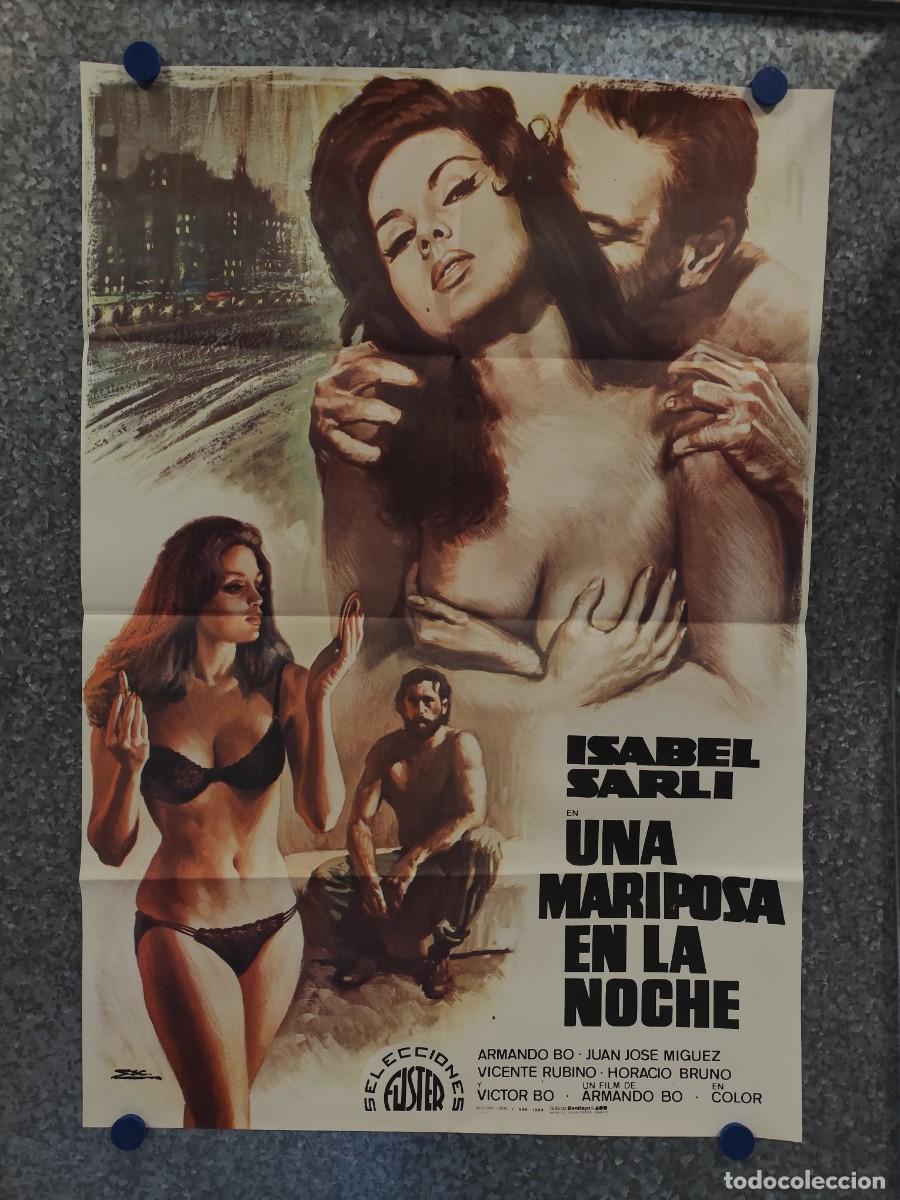 ISABEL
SARLI
EN
UNA
MARIPOSA
EN LA
NOCHE
SELECCIONES
FUSTER
ARMANDO BO · JUAN JOSE MIGUEZ
VICENTE RUBINO · HORACIO BRUNO
Y
VICTOR BO · UN FILM DE ARMANDO BO · EN COLOR
todocoleccion